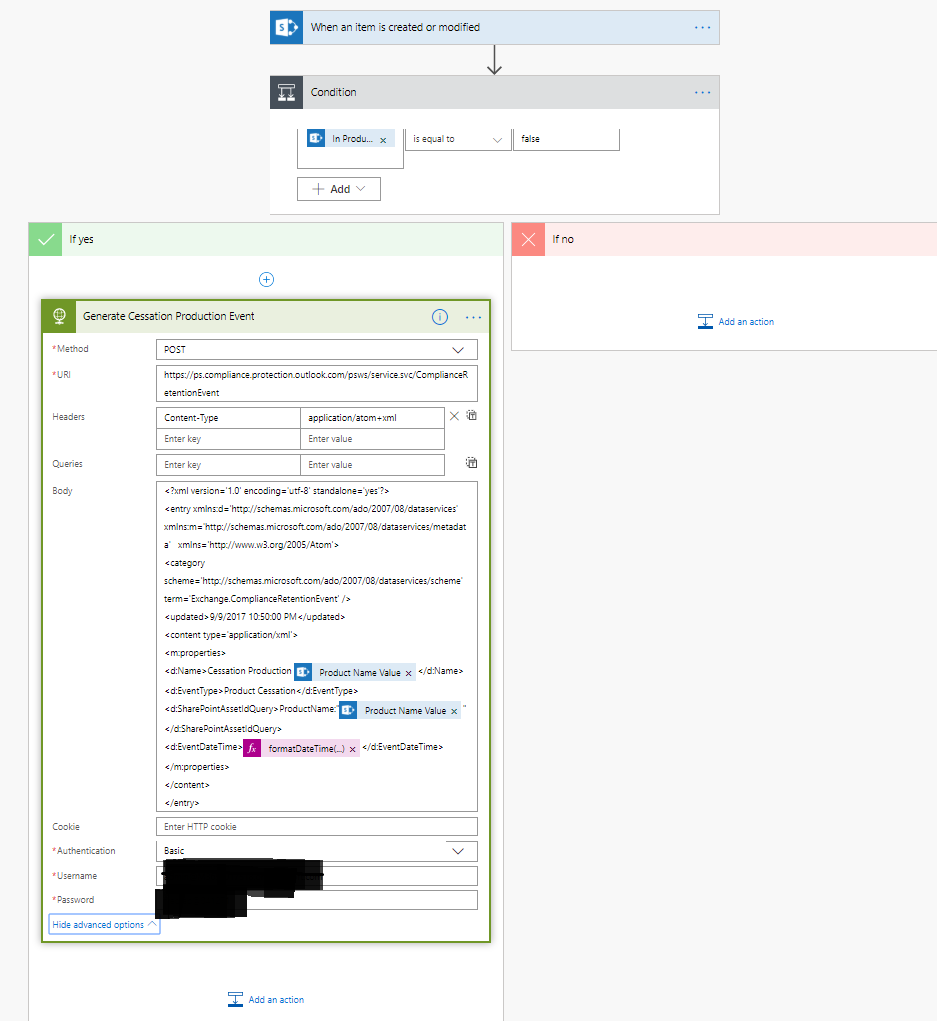 When an item is created or modified
Condition
In Produ... × is equal to false
+ Add
If yes
If no
Generate Cessation Production Event
Add an action
*Method POST
*URI https://ps.compliance.protection.outlook.com/psws/service.svc/ComplianceR
etentionEvent
Headers Content-Type application/atom+xml
Enter key Enter value
Queries Enter key Enter value
Body <?xml version='1.0' encoding='utf-8' standalone='yes'?>
<entry xmlns:d='http://schemas.microsoft.com/ado/2007/08/dataservices'
xmlns:m='http://schemas.microsoft.com/ado/2007/08/dataservices/metadat
a' xmlns='http://www.w3.org/2005/Atom'>
<category
scheme='http://schemas.microsoft.com/ado/2007/08/dataservices/scheme'
term='Exchange.ComplianceRetentionEvent' />
<updated>9/9/2017 10:50:00 PM</updated>
<content type='application/xml'>
<m:properties>
<d:Name>Cessation Production Product Name Value × </d:Name>
<d:EventType>Product Cessation</d:EventType>
<d:SharePointAssetIdQuery>ProductName:" Product Name Value × "
</d:SharePointAssetIdQuery>
<d:EventDateTime> fx formatDateTime(...) × </d:EventDateTime>
</m:properties>
</content>
</entry>
Cookie Enter HTTP cookie
*Authentication Basic
*Username
*Password
Hide advanced options
Add an action